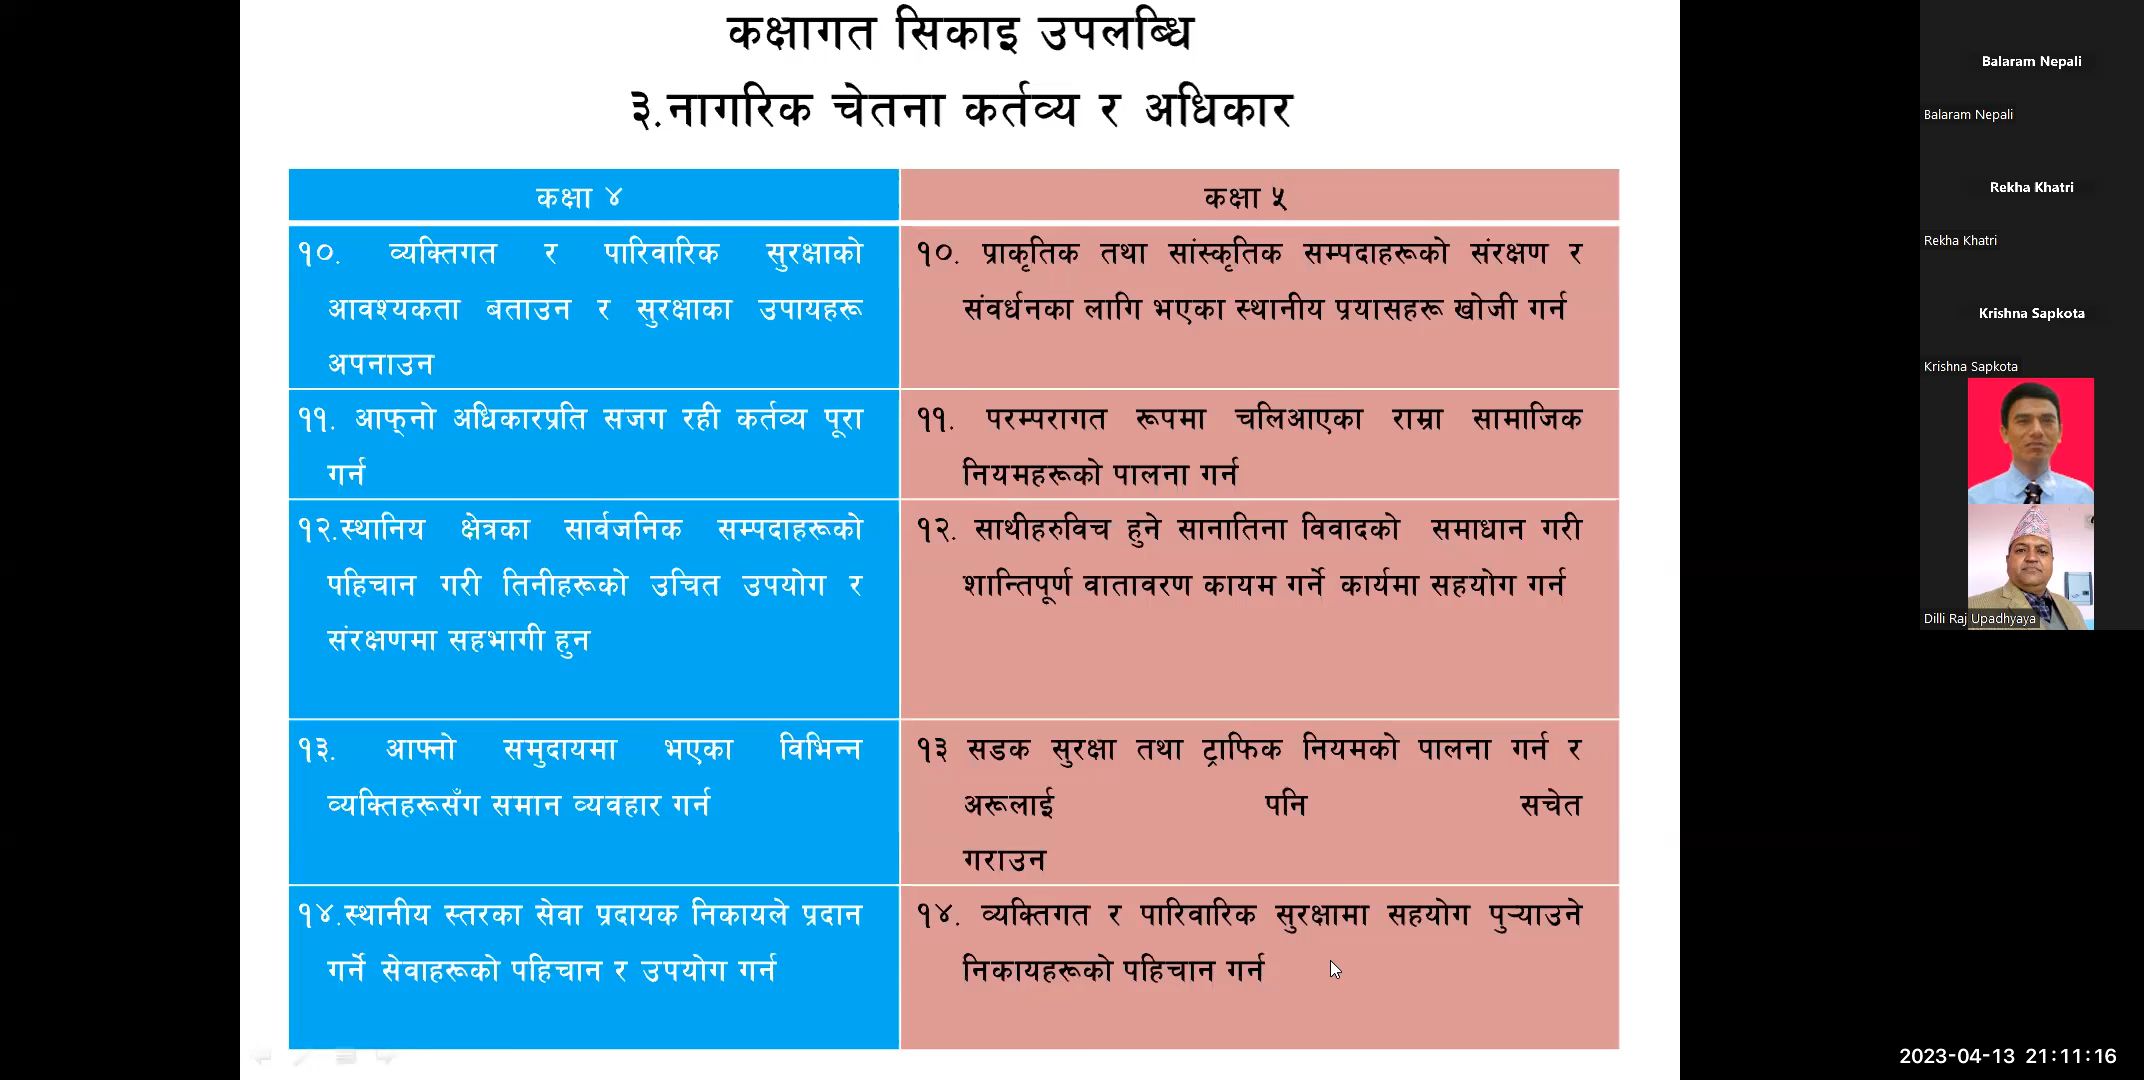 कक्षागत सिकाइ उपलब्धि
३.नागरिक चेतना कर्तव्य र अधिकार
कक्षा ४
कक्षा ५
१०. व्यक्तिगत र पारिवारिक सुरक्षाको
आवश्यकता बताउन र सुरक्षाका उपायहरू
अपनाउन
१०. प्राकृतिक तथा सांस्कृतिक सम्पदाहरूको संरक्षण र
संवर्धनका लागि भएका स्थानीय प्रयासहरू खोजी गर्न
११. आफ्‌नो अधिकारप्रति सजग रही कर्तव्य पूरा
गर्न
११. परम्परागत रूपमा चलिआएका राम्रा सामाजिक
नियमहरूको पालना गर्न
१२.स्थानिय क्षेत्रका सार्वजनिक सम्पदाहरूको
पहिचान गरी तिनीहरूको उचित उपयोग र
संरक्षणमा सहभागी हुन
१२. साथीहरुविच हुने सानातिना विवादको समाधान गरी
शान्तिपूर्ण वातावरण कायम गर्ने कार्यमा सहयोग गर्न
१३. आफ्नो समुदायमा भएका विभिन्न
व्यक्तिहरूसँग समान व्यवहार गर्न
१३ सडक सुरक्षा तथा ट्राफिक नियमको पालना गर्न र
अरूलाई पनि सचेत
गराउन
१४.स्थानीय स्तरका सेवा प्रदायक निकायले प्रदान
गर्ने सेवाहरूको पहिचान र उपयोग गर्न
१४. व्यक्तिगत र पारिवारिक सुरक्षामा सहयोग पुऱ्याउने
निकायहरूको पहिचान गर्न
Balaram Nepali
Balaram Nepali
Rekha Khatri
Rekha Khatri
Krishna Sapkota
Krishna Sapkota
Dilli Raj Upadhyaya
2023-04-13 21:11:16